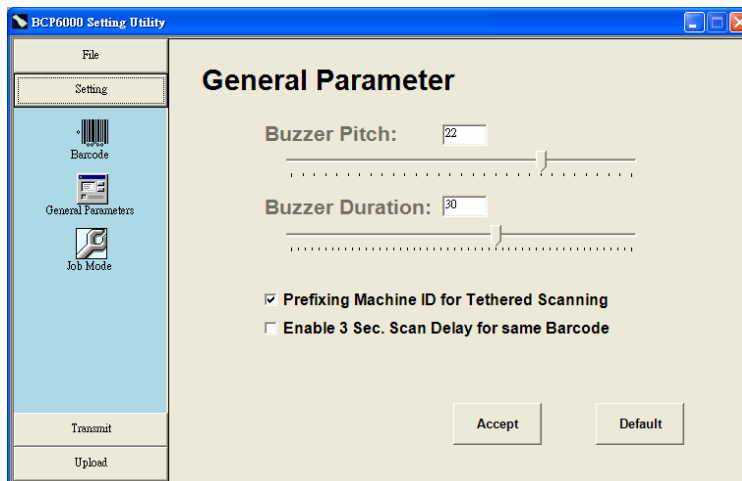 BCP6000 Setting Utility
File
Setting
Barcode
General Parameters
Job Mode
Transmit
Upload
General Parameter
Buzzer Pitch: 22
Buzzer Duration: 30
Prefixing Machine ID for Tethered Scanning
Enable 3 Sec. Scan Delay for same Barcode
Accept Default